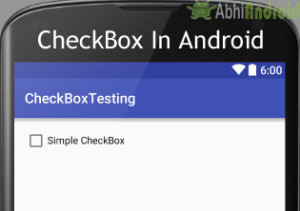 AbhiAndroid
CheckBox In Android
6:00
CheckBoxTesting
Simple CheckBox